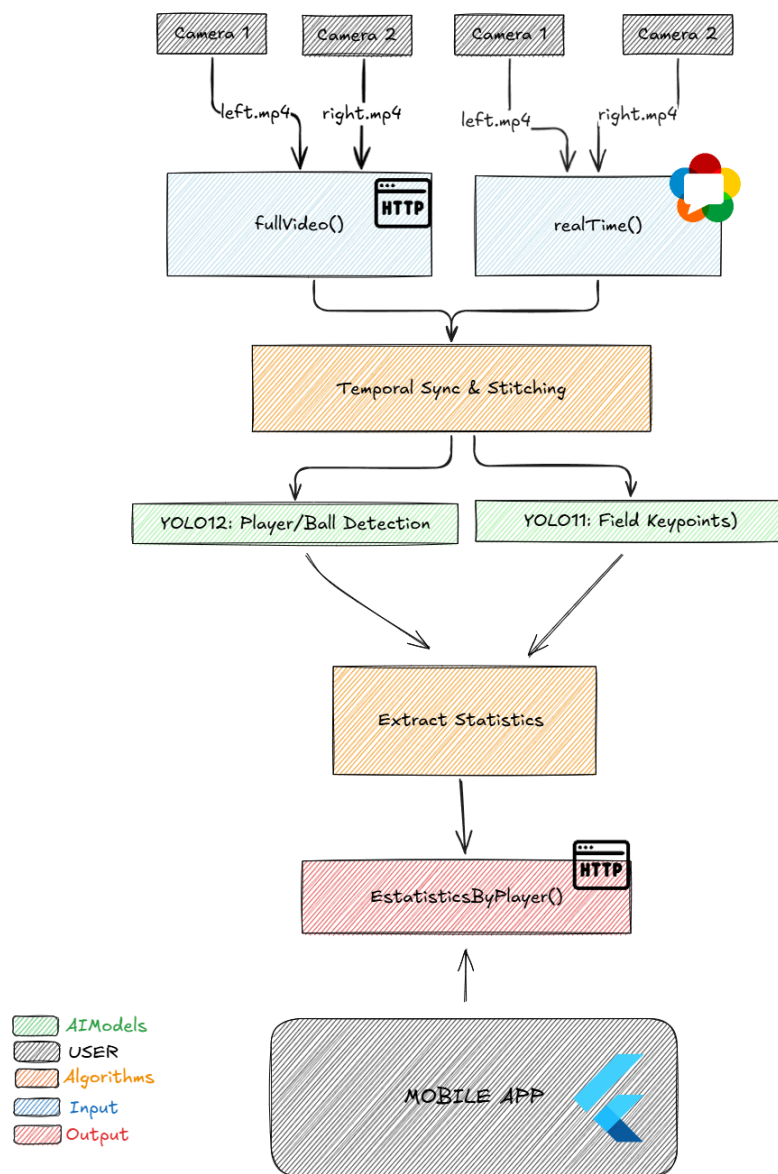 Camera 1
Camera 2
Camera 1
Camera 2
left.mp4
right.mp4
left.mp4
right.mp4
fullVideo()
HTTP
realTime()
Temporal Sync & Stitching
YOLO12: Player/Ball Detection
YOLO11: Field Keypoints)
Extract Statistics
HTTP
EstatisticsByPlayer()
MOBILE APP
AIModels
USER
Algorithms
Input
Output